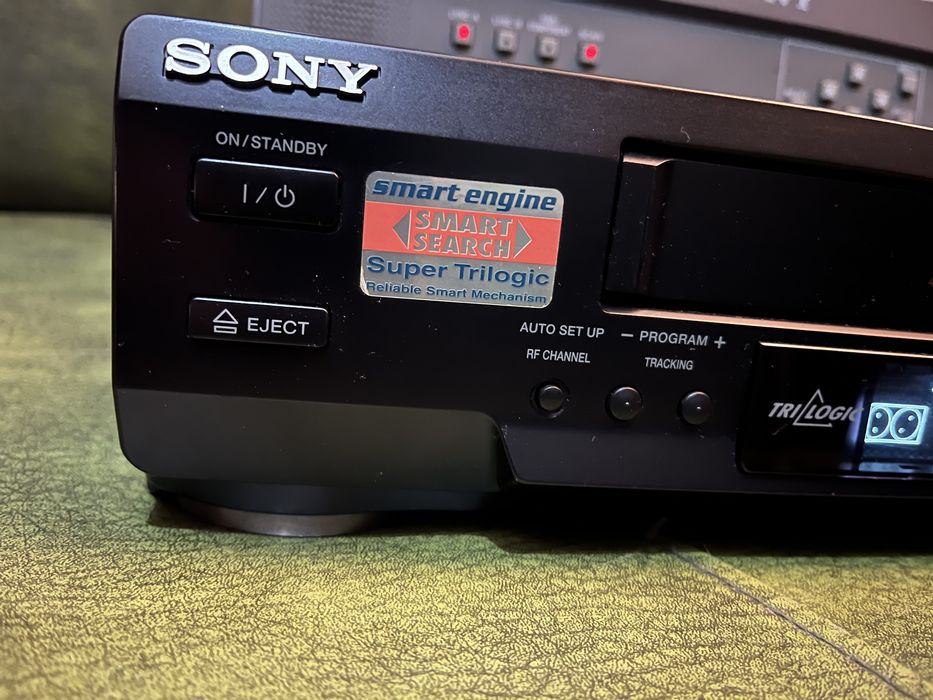 SONY
ON/STANDBY
I/⏻
EJECT
smart engine
SMART
SEARCH
Super Trilogic
Reliable Smart Mechanism
AUTO SET UP
— PROGRAM +
RF CHANNEL
TRACKING
TRILOGIC